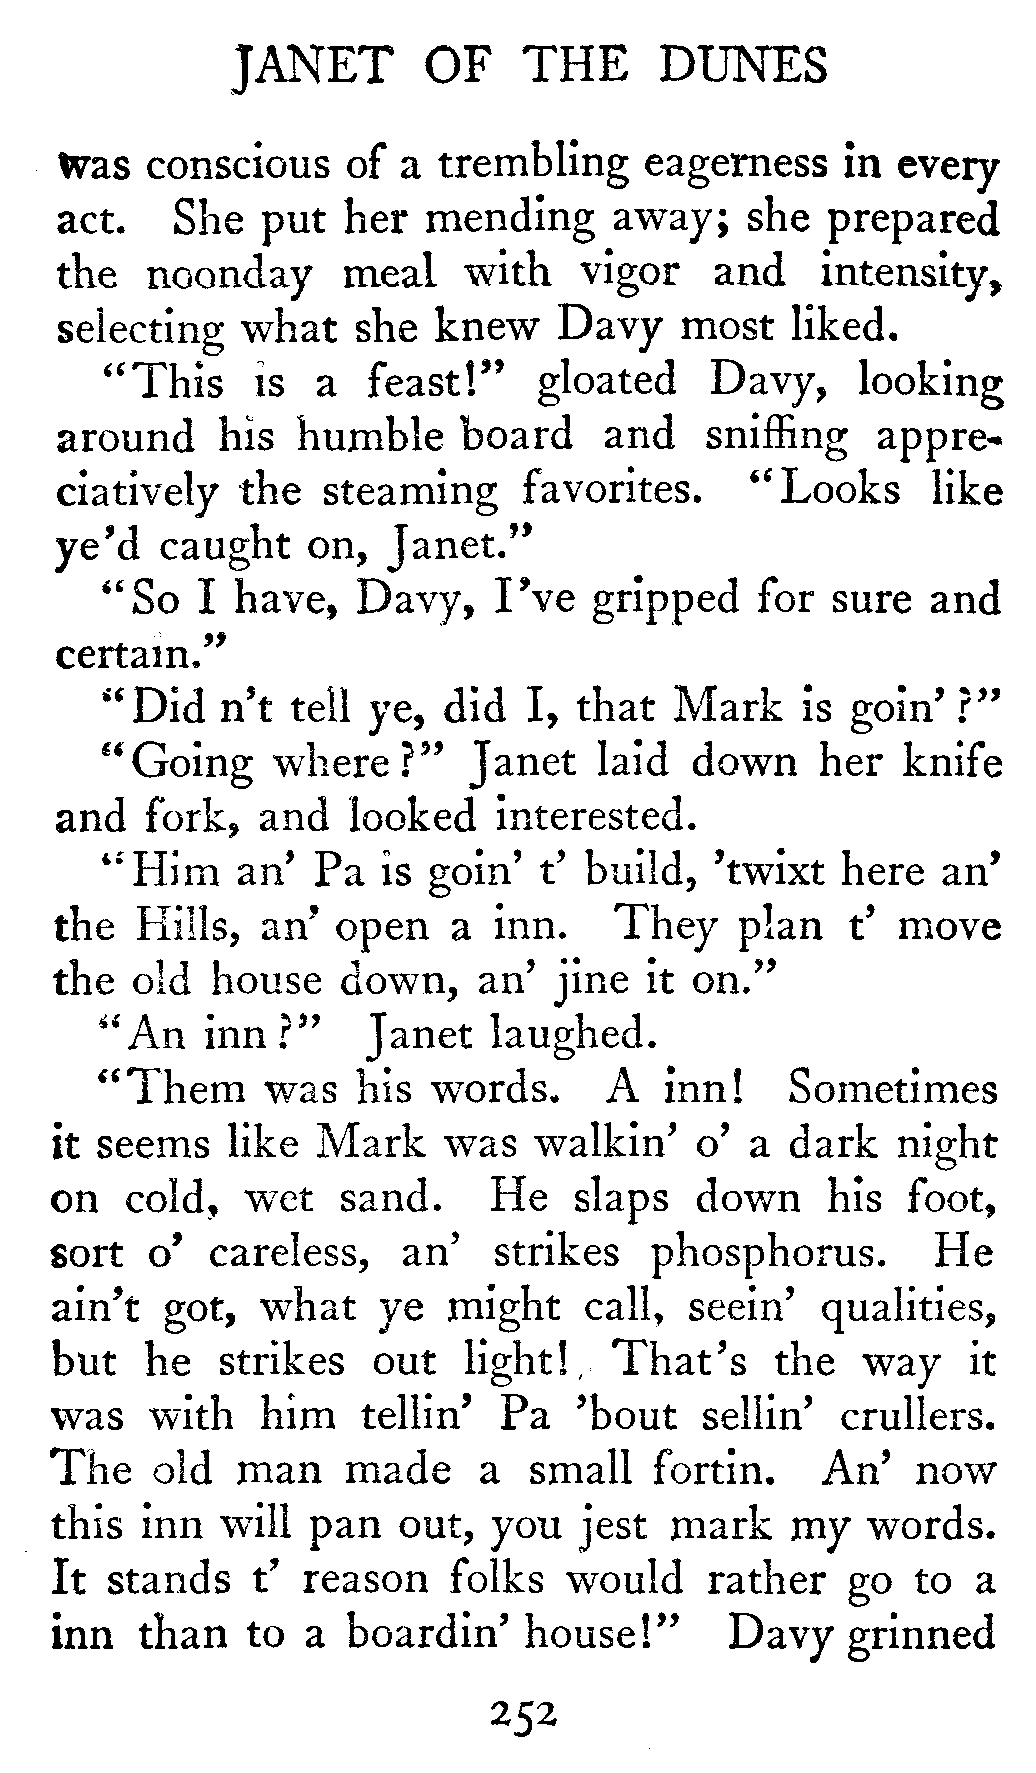 JANET OF THE DUNES
was conscious of a trembling eagerness in every
act. She put her mending away; she prepared
the noonday meal with vigor and intensity,
selecting what she knew Davy most liked.
"This is a feast!" gloated Davy, looking
around his humble board and sniffing appre-
ciatively the steaming favorites. "Looks like
ye'd caught on, Janet."
"So I have, Davy, I've gripped for sure and
certain."
"Did n't tell ye, did I, that Mark is goin'?"
"Going where?" Janet laid down her knife
and fork, and looked interested.
"Him an' Pa is goin' t' build, 'twixt here an'
the Hills, an' open a inn. They plan t' move
the old house down, an' jine it on."
"An inn?" Janet laughed.
"Them was his words. A inn! Sometimes
it seems like Mark was walkin' o' a dark night
on cold, wet sand. He slaps down his foot,
sort o' careless, an' strikes phosphorus. He
ain't got, what ye might call, seein' qualities,
but he strikes out light! That's the way it
was with him tellin' Pa 'bout sellin' crullers.
The old man made a small fortin. An' now
this inn will pan out, you jest mark my words.
It stands t' reason folks would rather go to a
inn than to a boardin' house!" Davy grinned
252